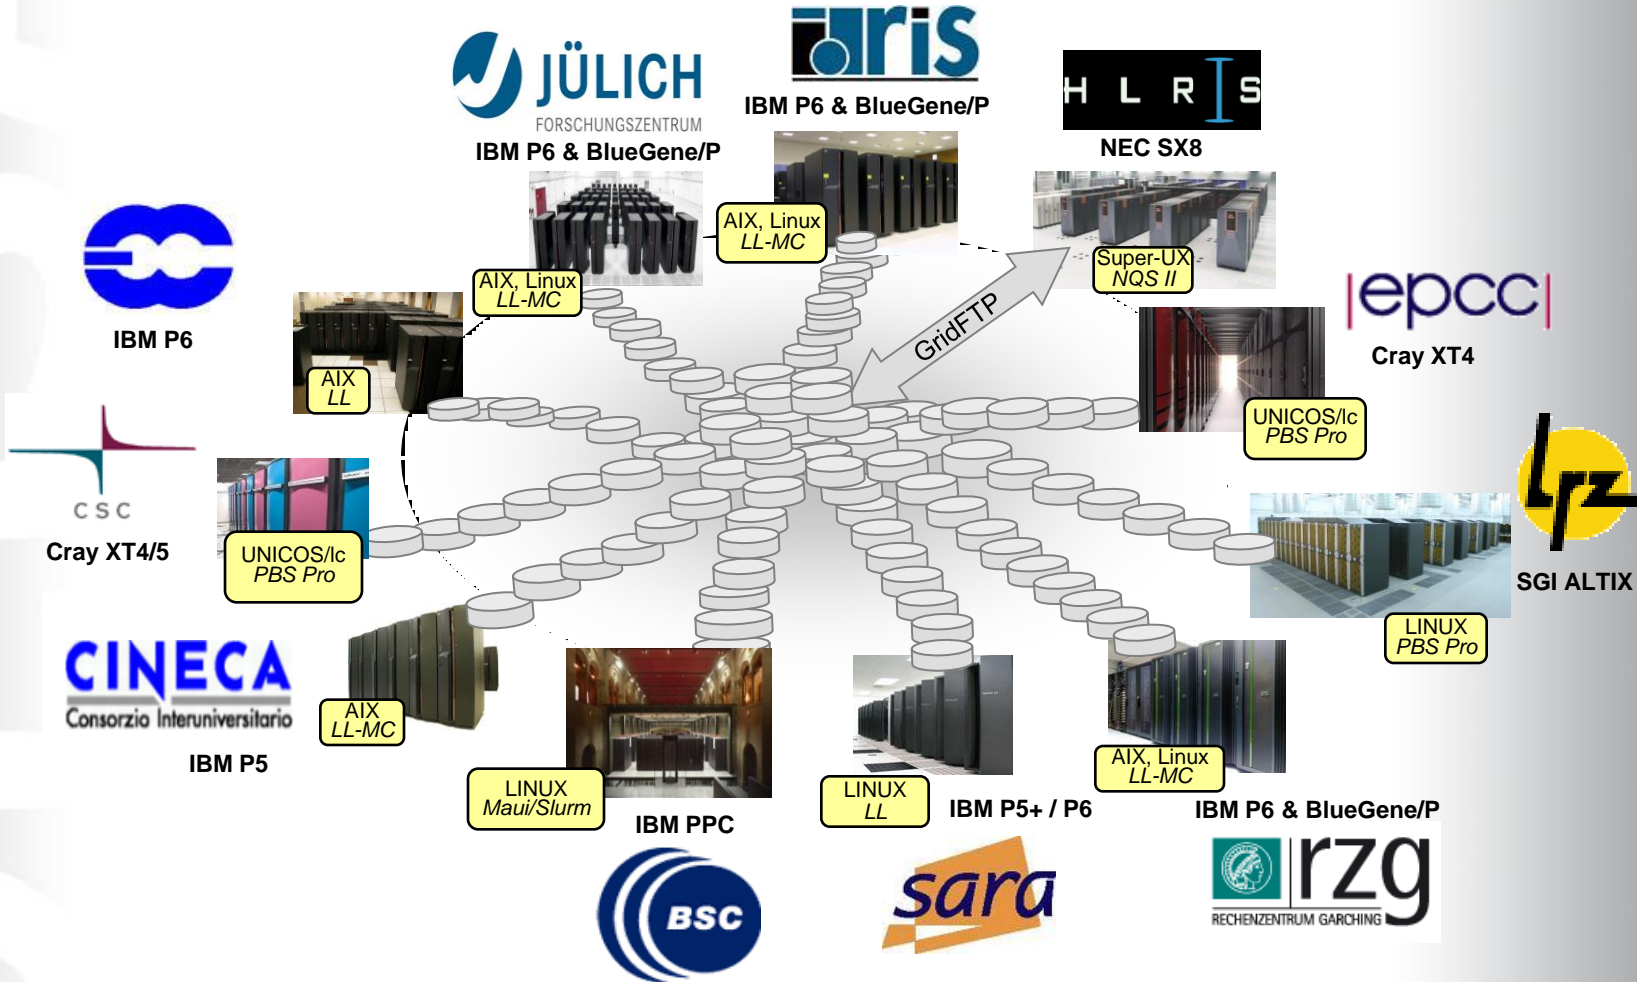 idris
IBM P6 & BlueGene/P
JÜLICH
FORSCHUNGSZENTRUM
IBM P6 & BlueGene/P
H L R I S
NEC SX8
AIX, Linux
LL-MC
AIX, Linux
LL-MC
Super-UX
NQS II
GridFTP
IBM P6
AIX
LL
|epcc|
Cray XT4
UNICOS/lc
PBS Pro
CSC
Cray XT4/5
UNICOS/lc
PBS Pro
lrz
SGI ALTIX
LINUX
PBS Pro
CINECA
Consorzio Interuniversitario
IBM P5
AIX
LL-MC
LINUX
Maui/Slurm
IBM PPC
BSC
LINUX
LL
IBM P5+ / P6
sara
AIX, Linux
LL-MC
IBM P6 & BlueGene/P
rzg
RECHENZENTRUM GARCHING